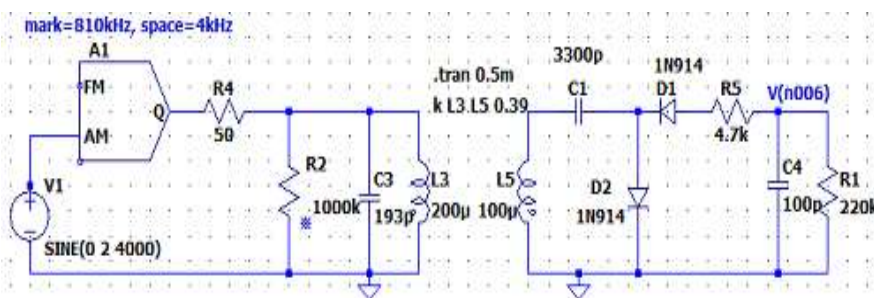 mark=810kHz, space=4kHz
A1
FM
AM
Q
R4
50
V1
SINE(0 2 4000)
R2
1000k
C3
193p
L3
200µ
.tran 0.5m
k L3 L5 0.39
L5
100µ
3300p
C1
1N914
D1
D2
1N914
R5
4.7k
V(n006)
C4
100p
R1
220k